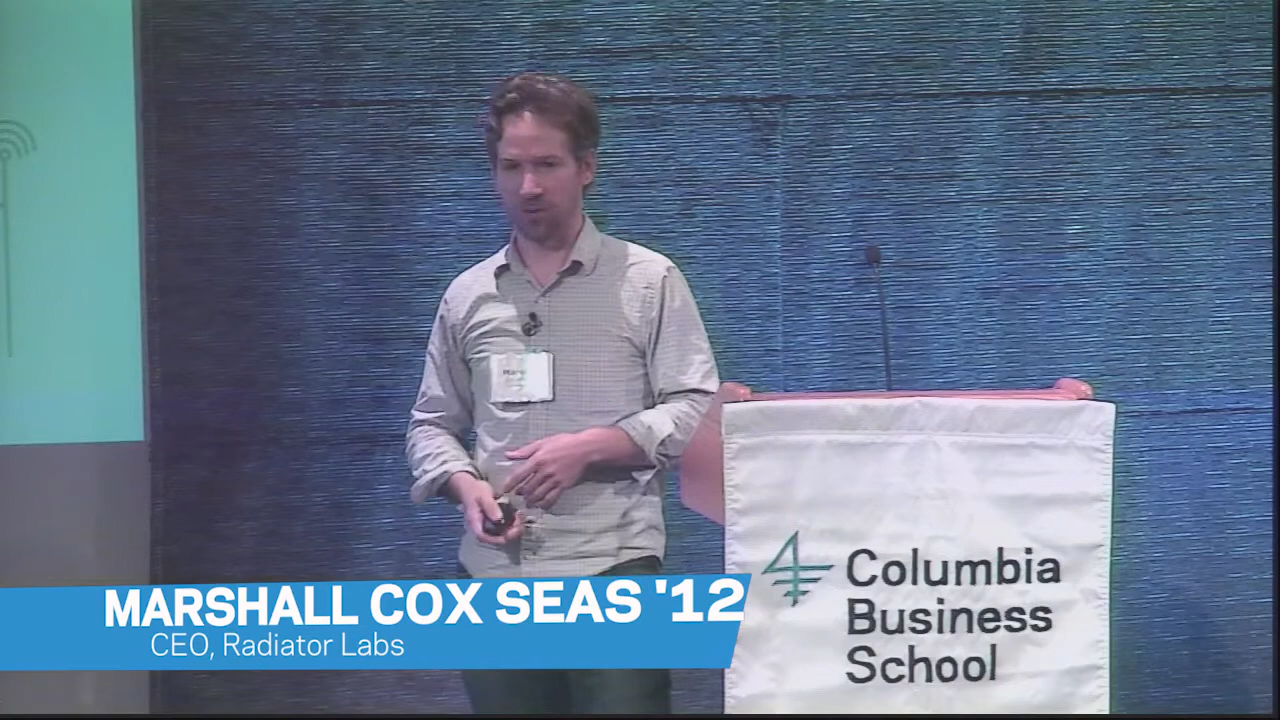 MARSHALL COX SEAS '12
CEO, Radiator Labs
Columbia
Business
School